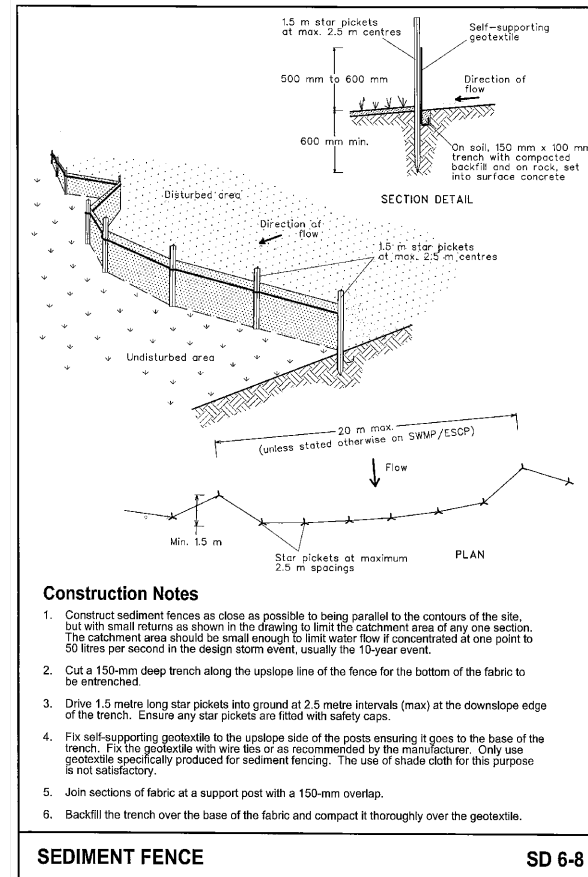 1.5 m star pickets
at max. 2.5 m centres
Self-supporting
geotextile
500 mm to 600 mm
Direction of
flow
600 mm min.
On soil, 150 mm x 100 mm
trench with compacted
backfill and on rock, set
into surface concrete
SECTION DETAIL
Disturbed area
Direction of
flow
1.5 m star pickets
at max. 2.5 m centres
Undisturbed area
20 m max.
(unless stated otherwise on SWMP/ESCP)
Flow
Min. 1.5 m
Star pickets at maximum
2.5 m spacings
PLAN
Construction Notes
1. Construct sediment fences as close as possible to being parallel to the contours of the site,
but with small returns as shown in the drawing to limit the catchment area of any one section.
The catchment area should be small enough to limit water flow if concentrated at one point to
50 litres per second in the design storm event, usually the 10-year event.
2. Cut a 150-mm deep trench along the upslope line of the fence for the bottom of the fabric to
be entrenched.
3. Drive 1.5 metre long star pickets into ground at 2.5 metre intervals (max) at the downslope edge
of the trench. Ensure any star pickets are fitted with safety caps.
4. Fix self-supporting geotextile to the upslope side of the posts ensuring it goes to the base of the
trench. Fix the geotextile with wire ties or as recommended by the manufacturer. Only use
geotextile specifically produced for sediment fencing. The use of shade cloth for this purpose
is not satisfactory.
5. Join sections of fabric at a support post with a 150-mm overlap.
6. Backfill the trench over the base of the fabric and compact it thoroughly over the geotextile.
SEDIMENT FENCE
SD 6-8